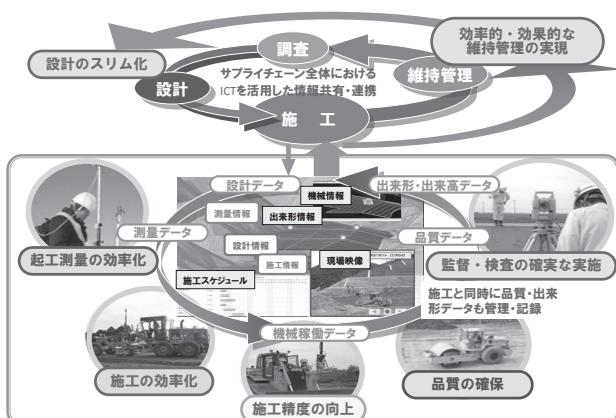 調査
効率的・効果的な
維持管理の実現
設計のスリム化
サプライチェーン全体における
ICTを活用した情報共有・連携
維持管理
設計
施工
設計データ
機械情報
出来形・出来高データ
測量情報
出来形情報
測量データ
品質データ
設計情報
起工測量の効率化
施工情報
現場映像
監督・検査の確実な実施
施工スケジュール
施工と同時に品質・出来
形データも管理・記録
機械稼働データ
施工の効率化
品質の確保
施工精度の向上